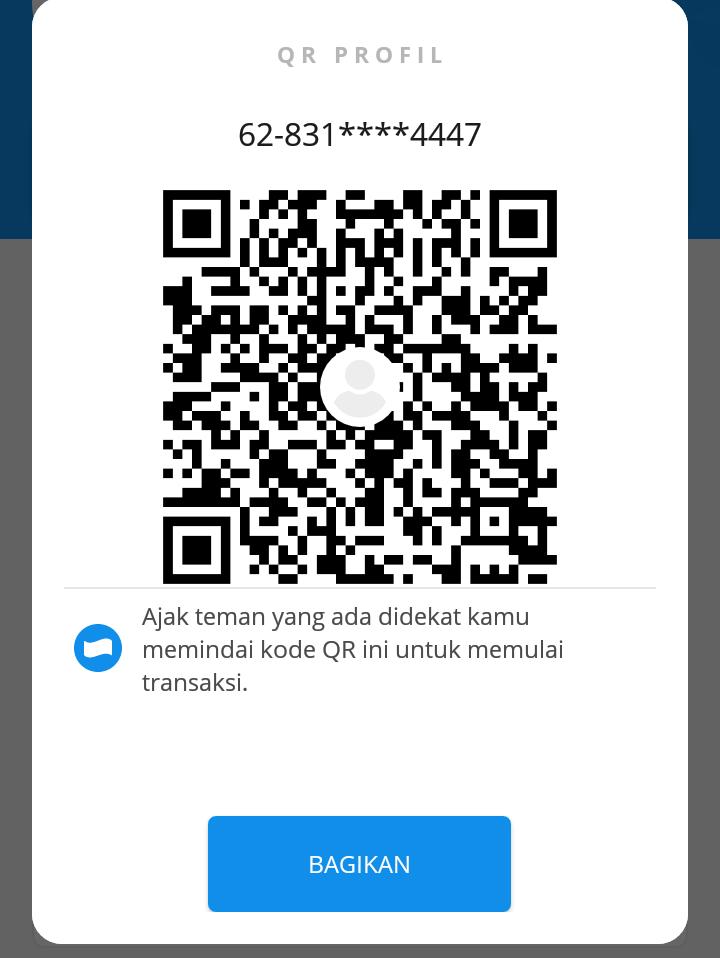 QR PROFIL
62-831****4447
Ajak teman yang ada didekat kamu
memindai kode QR ini untuk memulai
transaksi.
BAGIKAN